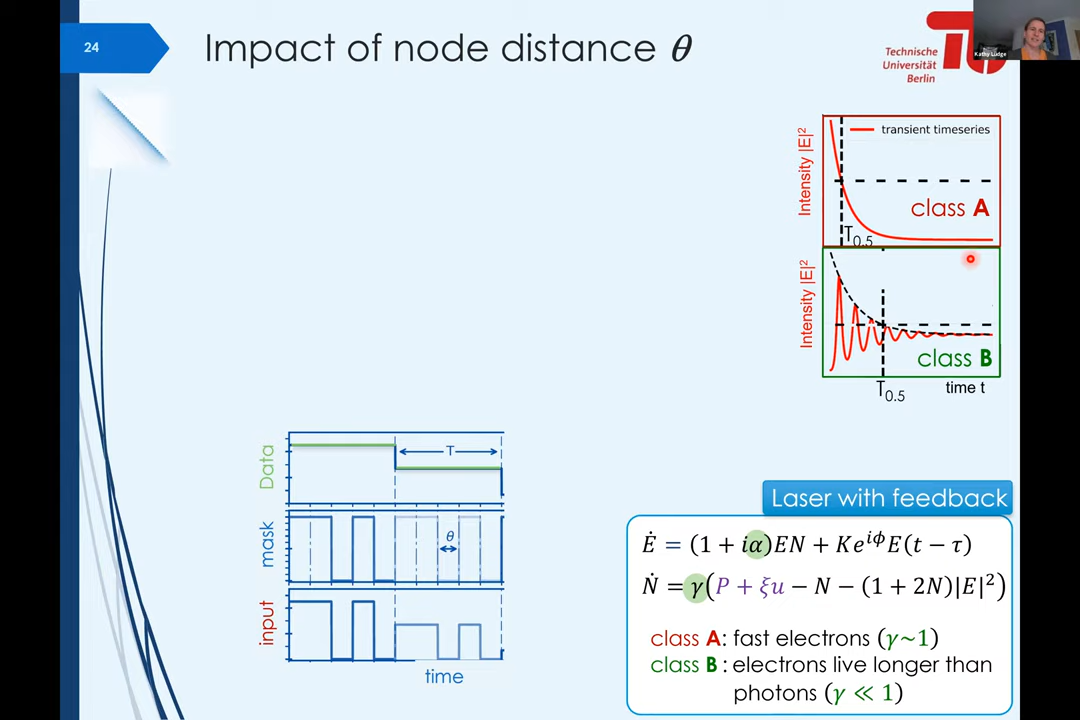 24
Impact of node distance θ
Technische
Universität
Berlin
Kathy Lüdge
Intensity |E|²
transient timeseries
class A
T₀.₅
Intensity |E|²
class B
T₀.₅
time t
Data
T
mask
θ
input
time
Laser with feedback
Ė = (1 + iα)EN + Ke^{iϕ}E(t − τ)
Ṅ = γ(P + ξu − N − (1 + 2N)|E|²)
class A: fast electrons (γ~1)
class B : electrons live longer than
photons (γ ≪ 1)